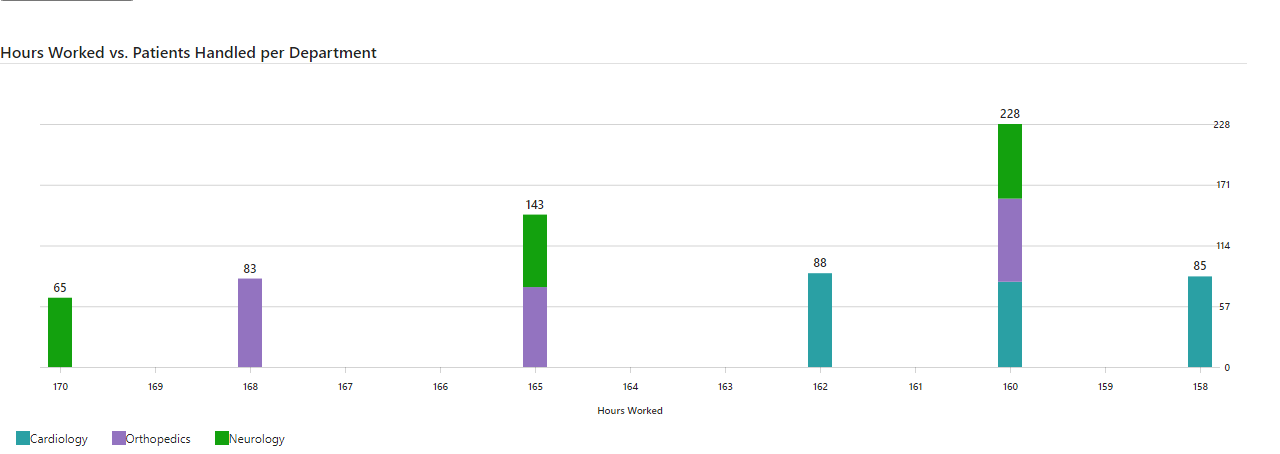 Hours Worked vs. Patients Handled per Department
228
228
171
143
114
88
85
83
65
57
0
170 169 168 167 166 165 164 163 162 161 160 159 158
Hours Worked
Cardiology Orthopedics Neurology